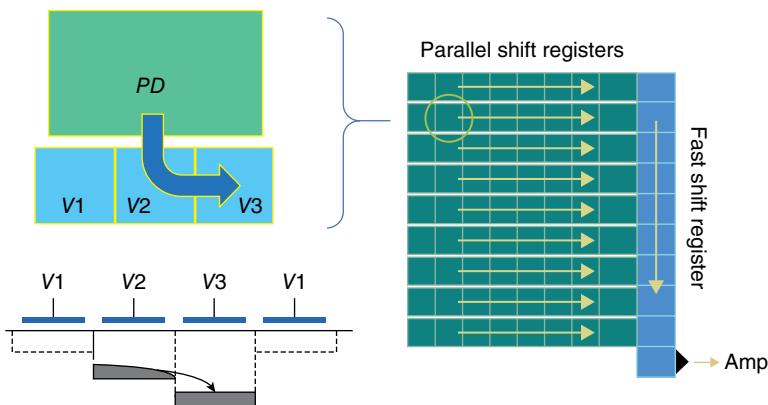 PD
V1 V2 V3
V1 V2 V3 V1
Parallel shift registers
Fast shift register
Amp